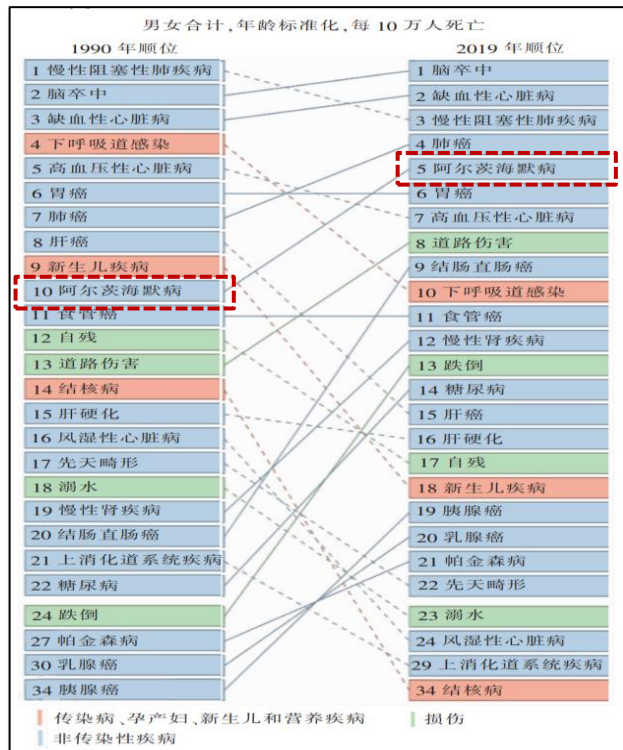 男女合计,年龄标准化,每 10 万人死亡
1990 年顺位
1 慢性阻塞性肺疾病
2 脑卒中
3 缺血性心脏病
4 下呼吸道感染
5 高血压性心脏病
6 胃癌
7 肺癌
8 肝癌
9 新生儿疾病
10 阿尔茨海默病
11 食管癌
12 自残
13 道路伤害
14 结核病
15 肝硬化
16 风湿性心脏病
17 先天畸形
18 溺水
19 慢性肾疾病
20 结肠直肠癌
21 上消化道系统疾病
22 糖尿病
24 跌倒
27 帕金森病
30 乳腺癌
34 胰腺癌
2019 年顺位
1 脑卒中
2 缺血性心脏病
3 慢性阻塞性肺疾病
4 肺癌
5 阿尔茨海默病
6 胃癌
7 高血压性心脏病
8 道路伤害
9 结肠直肠癌
10 下呼吸道感染
11 食管癌
12 慢性肾疾病
13 跌倒
14 糖尿病
15 肝癌
16 肝硬化
17 自残
18 新生儿疾病
19 胰腺癌
20 乳腺癌
21 帕金森病
22 先天畸形
23 溺水
24 风湿性心脏病
29 上消化道系统疾病
34 结核病
传染病、孕产妇、新生儿和营养疾病
损伤
非传染性疾病